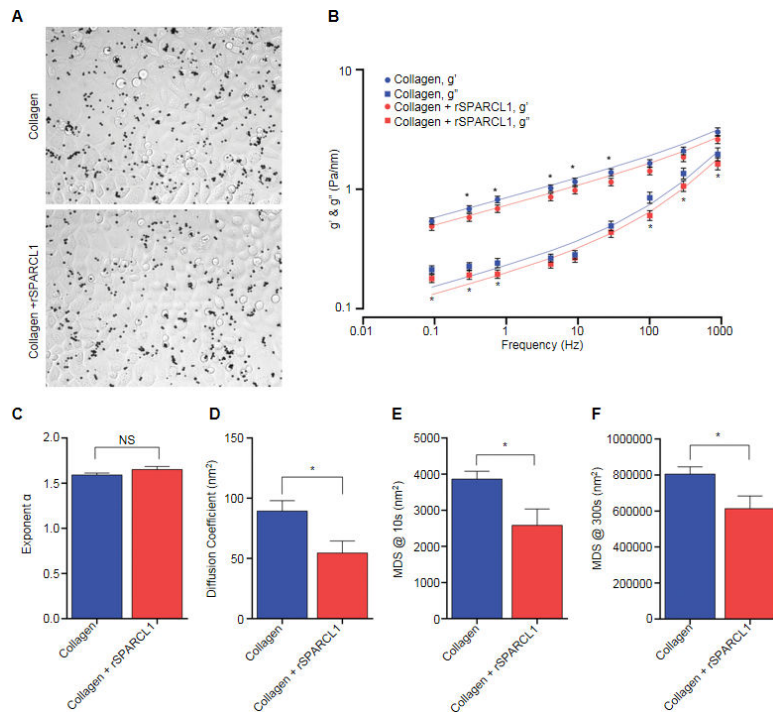 A
B
Collagen
Collagen +rSPARCL1
10
1
0.1
g' & g" (Pa/nm)
Collagen, g'
Collagen, g"
Collagen + rSPARCL1, g'
Collagen + rSPARCL1, g"
* * * * * *
* * * * * *
0.01 0.1 1 10 100 1000
Frequency (Hz)
C
D
E
F
2.0
1.5
1.0
0.5
0.0
Exponent α
NS
Collagen
Collagen + rSPARCL1
150
100
50
0
Diffusion Coefficient (nm²)
*
Collagen
Collagen + rSPARCL1
5000
4000
3000
2000
1000
0
MDS @ 10s (nm²)
*
Collagen
Collagen + rSPARCL1
1000000
800000
600000
400000
200000
0
MDS @ 300s (nm²)
*
Collagen
Collagen + rSPARCL1